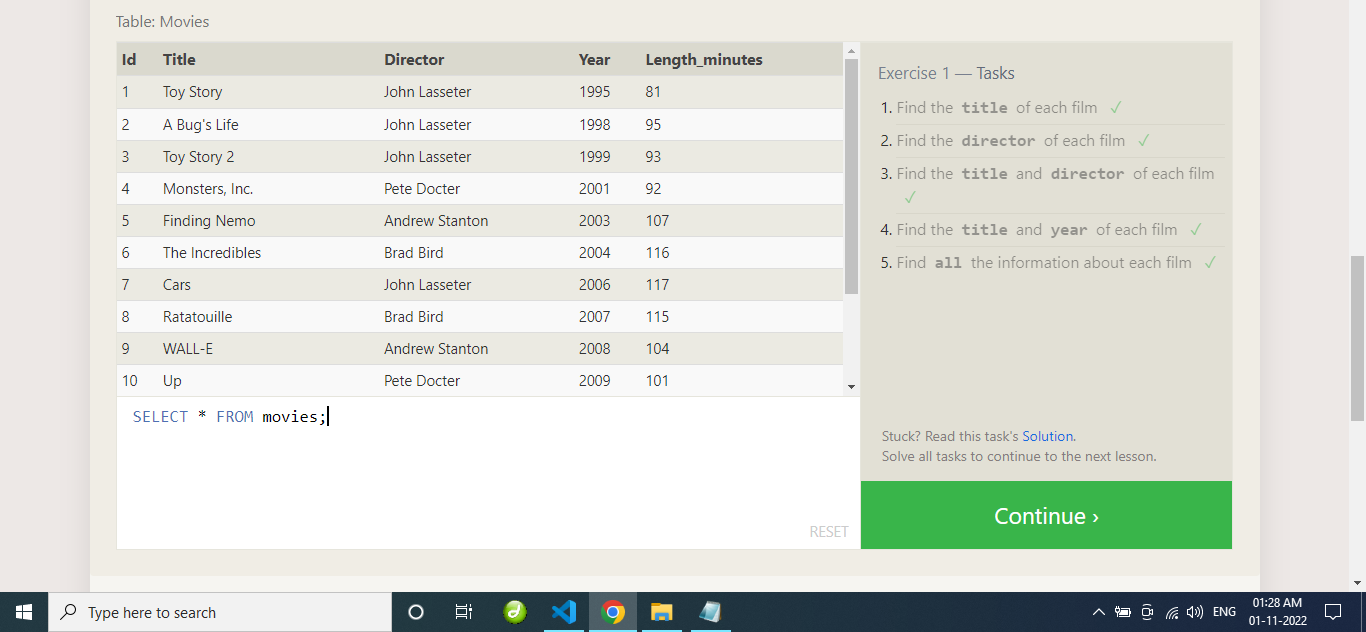 Table: Movies
Id Title Director Year Length_minutes
1 Toy Story John Lasseter 1995 81
2 A Bug's Life John Lasseter 1998 95
3 Toy Story 2 John Lasseter 1999 93
4 Monsters, Inc. Pete Docter 2001 92
5 Finding Nemo Andrew Stanton 2003 107
6 The Incredibles Brad Bird 2004 116
7 Cars John Lasseter 2006 117
8 Ratatouille Brad Bird 2007 115
9 WALL-E Andrew Stanton 2008 104
10 Up Pete Docter 2009 101
SELECT * FROM movies;
RESET
Exercise 1 — Tasks
1. Find the title of each film ✓
2. Find the director of each film ✓
3. Find the title and director of each film
✓
4. Find the title and year of each film ✓
5. Find all the information about each film ✓
Stuck? Read this task's Solution.
Solve all tasks to continue to the next lesson.
Continue ›
Type here to search
ENG
01:28 AM
01-11-2022